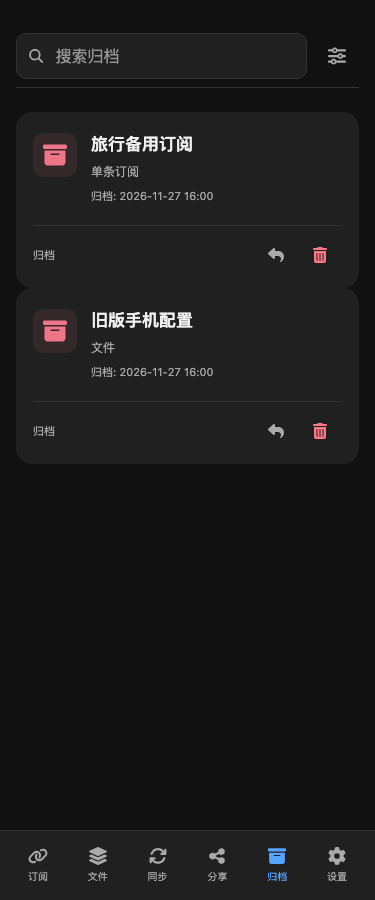 搜索归档
旅行备用订阅
单条订阅
归档: 2026-11-27 16:00
归档
旧版手机配置
文件
归档: 2026-11-27 16:00
归档
订阅 文件 同步 分享 归档 设置